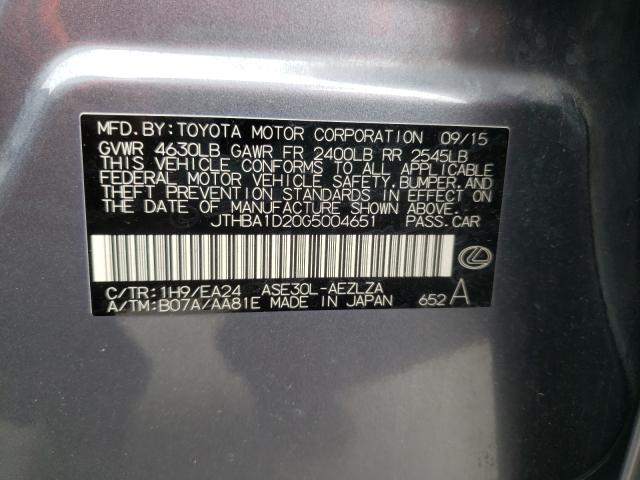 MFD. BY: TOYOTA MOTOR CORPORATION 09/15
GVWR 4630LB GAWR FR 2400LB RR 2545LB
THIS VEHICLE CONFORMS TO ALL APPLICABLE
FEDERAL MOTOR VEHICLE SAFETY, BUMPER, AND
THEFT PREVENTION STANDARDS IN EFFECT ON
THE DATE OF MANUFACTURE SHOWN ABOVE.
JTHBA1D20G5004651 PASS. CAR
C/TR: 1H9/EA24 ASE30L-AEZLZA
A/TM: B07A/AA81E MADE IN JAPAN 652 A